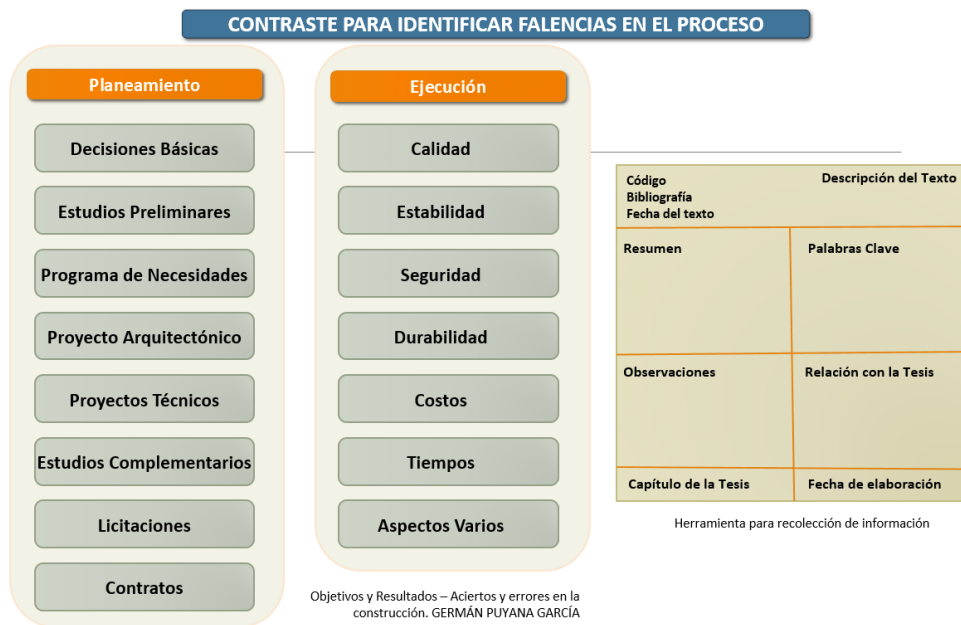 CONTRASTE PARA IDENTIFICAR FALENCIAS EN EL PROCESO
Planeamiento
Decisiones Básicas
Estudios Preliminares
Programa de Necesidades
Proyecto Arquitectónico
Proyectos Técnicos
Estudios Complementarios
Licitaciones
Contratos
Ejecución
Calidad
Estabilidad
Seguridad
Durabilidad
Costos
Tiempos
Aspectos Varios
Objetivos y Resultados – Aciertos y errores en la
construcción. GERMÁN PUYANA GARCÍA
Código
Bibliografía
Fecha del texto
Descripción del Texto
Resumen
Palabras Clave
Observaciones
Relación con la Tesis
Capítulo de la Tesis
Fecha de elaboración
Herramienta para recolección de información